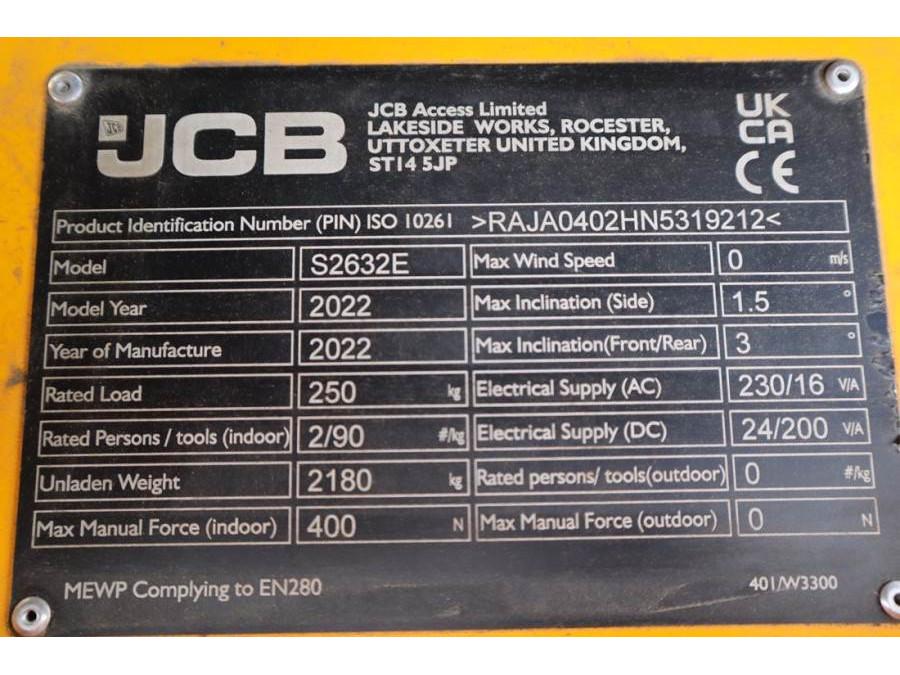 JCB
JCB Access Limited
LAKESIDE WORKS, ROCESTER,
UTTOXETER UNITED KINGDOM,
ST14 5JP
UK
CA
CE
Product Identification Number (PIN) ISO 10261 >RAJA0402HN5319212<
Model S2632E Max Wind Speed 0 m/s
Model Year 2022 Max Inclination (Side) 1.5 °
Year of Manufacture 2022 Max Inclination(Front/Rear) 3 °
Rated Load 250 kg Electrical Supply (AC) 230/16 V/A
Rated Persons / tools (indoor) 2/90 #/kg Electrical Supply (DC) 24/200 V/A
Unladen Weight 2180 kg Rated persons/ tools(outdoor) 0 #/kg
Max Manual Force (indoor) 400 N Max Manual Force (outdoor) 0 N
MEWP Complying to EN280 401/W3300